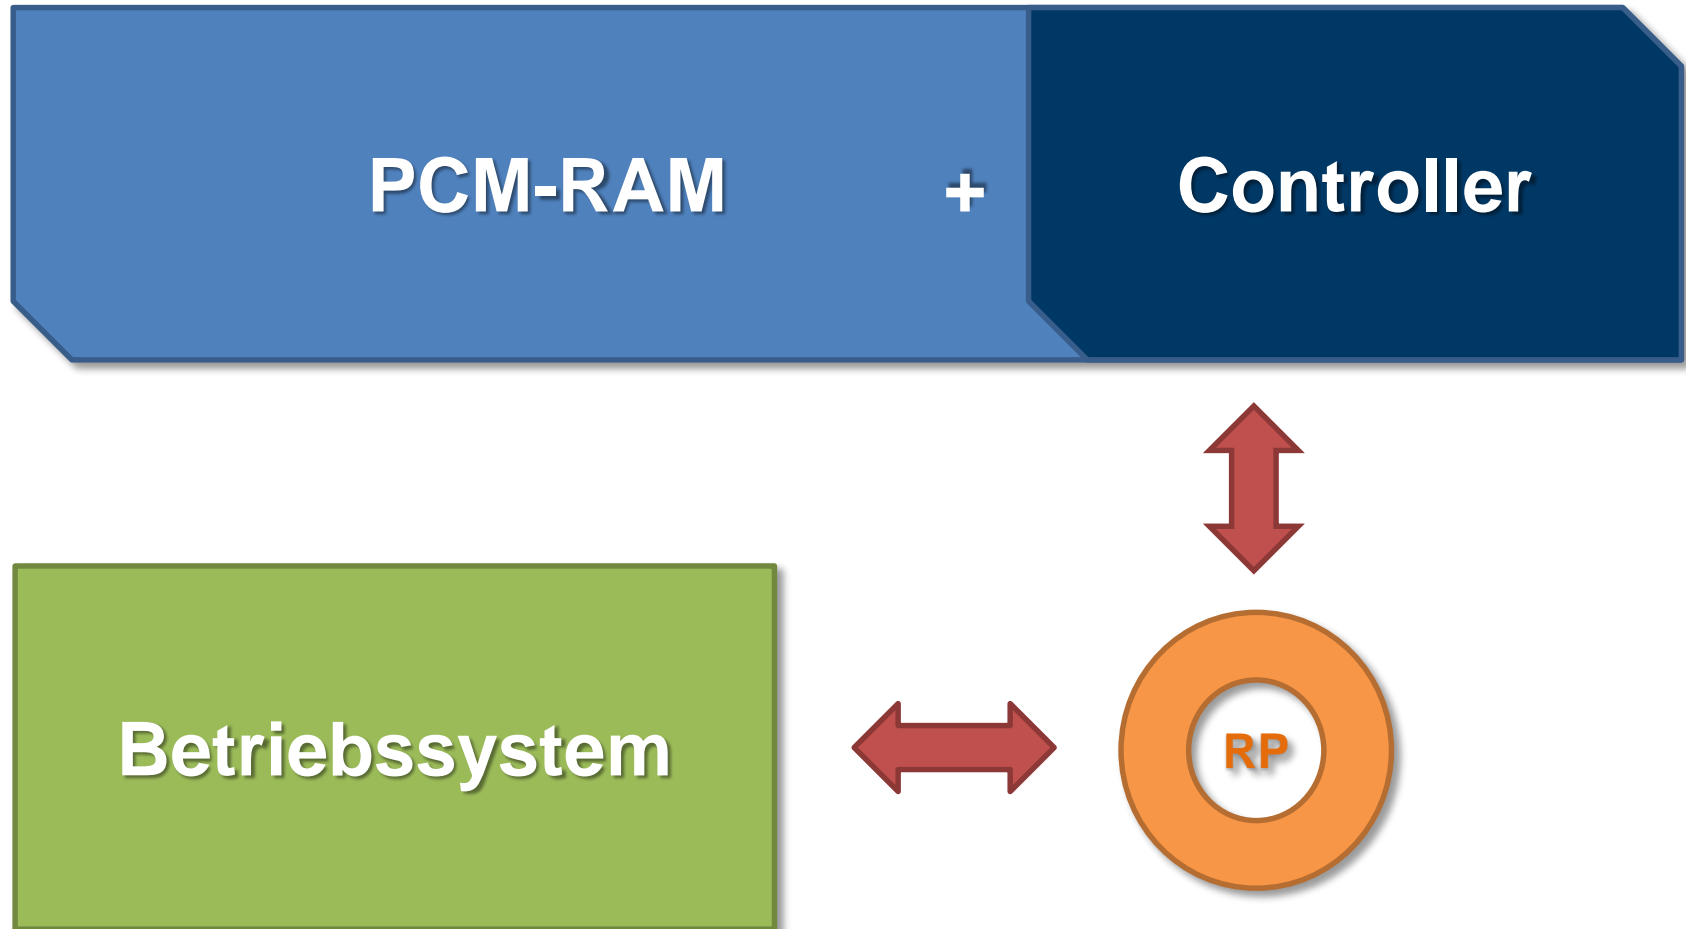 PCM-RAM + Controller
Betriebssystem
RP